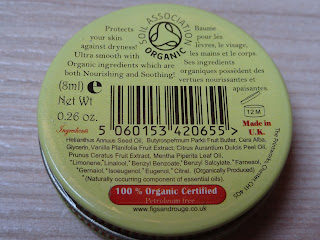 SOIL ASSOCIATION
ORGANIC
Protects
your skin
against dryness!
Ultra smooth with
Organic ingredients which are
both Nourishing and Soothing.
Baume
pour les
lèvres, le visage,
les mains et le corps.
Ses ingredients
organiques possèdent des
vertues nourissantes et
apaisantes.
(8ml) e
Net Wt
0.26 oz.
12M
Made in
U.K.
5 060153 420655 >
Ingredients
Helianthus Annuus Seed Oil, Butyrospermum Parkii Fruit Butter, Cera Alba,
Glyceryn, Vanilla Planifolia Fruit Extract, Citrus Aurantium Dulcis Peel Oil,
Prunus Ceratus Fruit Extract, Mentha Piperita Leaf Oil,
*Limonene, *Linalool, *Benzyl Benzoate, *Benzyl Salicylate, *Farnesol,
*Geraniol, *Isoeugenol, *Eugenol, *Citral. (Organically Produced)
*(Naturally occurring component of essential oils).
100 % Organic Certified
Petroleum free
www.figsandrouge.co.uk